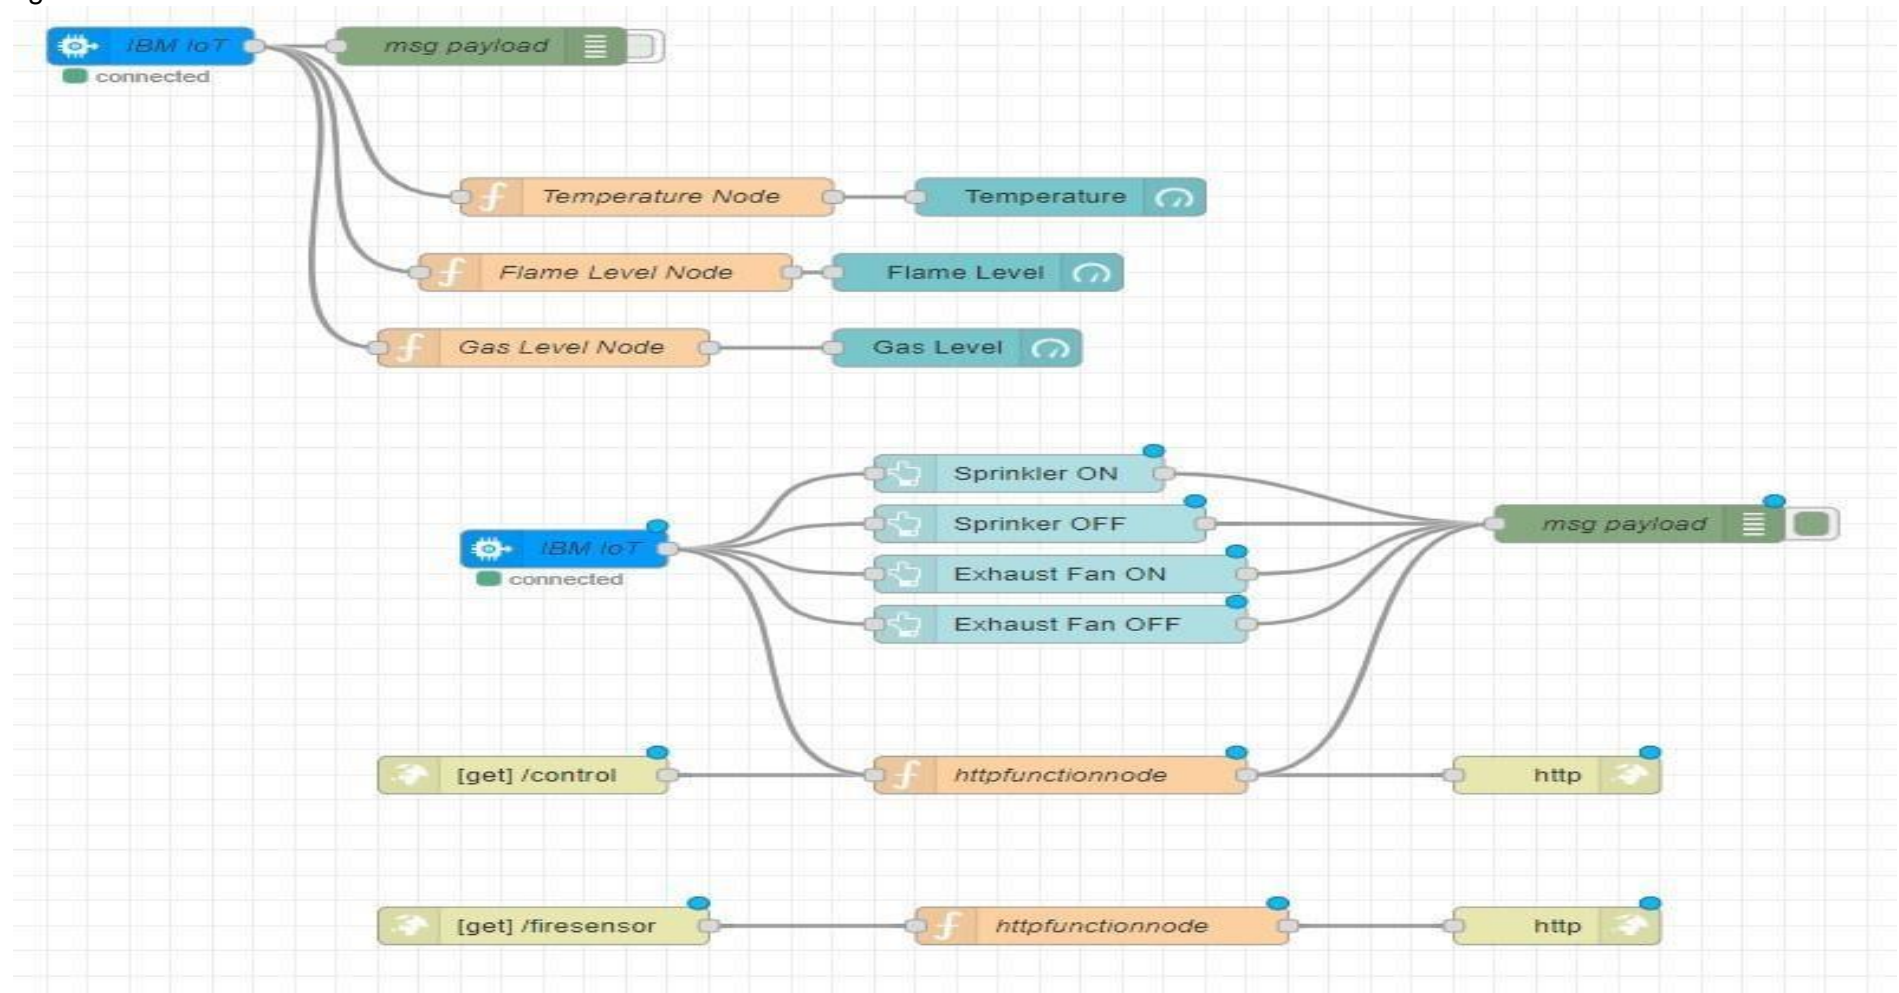 IBM IoT
msg payload
connected
Temperature Node
Temperature
Flame Level Node
Flame Level
Gas Level Node
Gas Level
Sprinkler ON
Sprinker OFF
msg payload
IBM IoT
connected
Exhaust Fan ON
Exhaust Fan OFF
[get] /control
httpfunctionnode
http
[get] /firesensor
httpfunctionnode
http